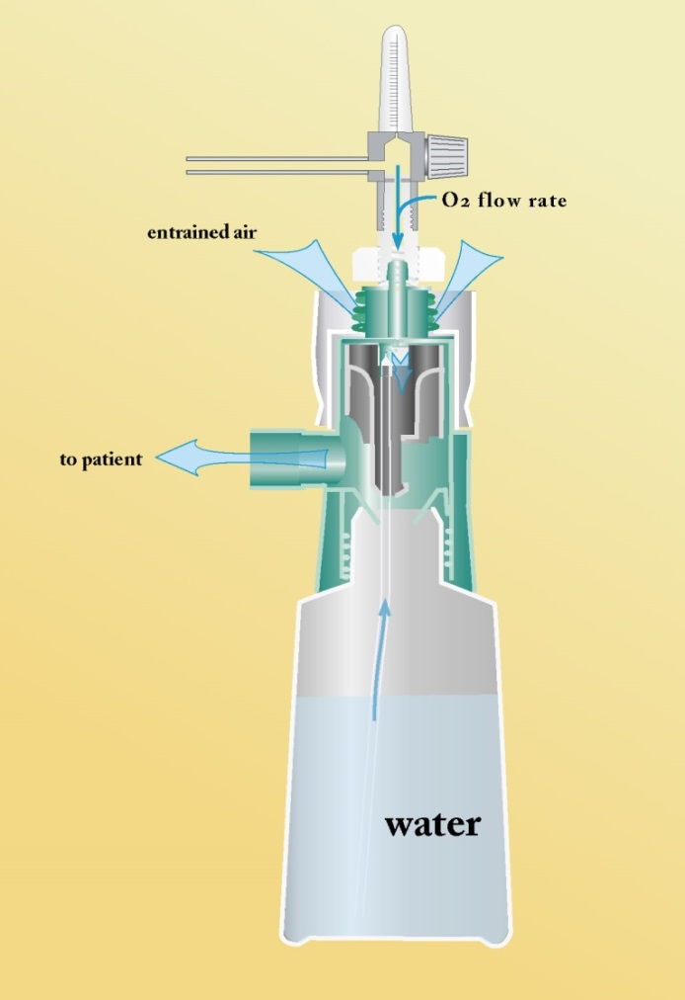 O2 flow rate
entrained air
to patient
water